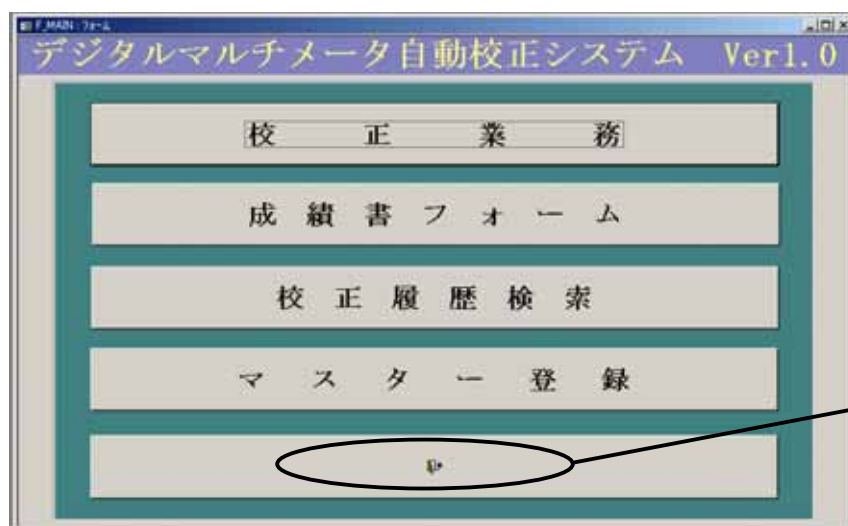 F_MAIN : フォーム
デジタルマルチメータ自動校正システム Ver1.0
校正業務
成績書フォーム
校正履歴検索
マスター登録